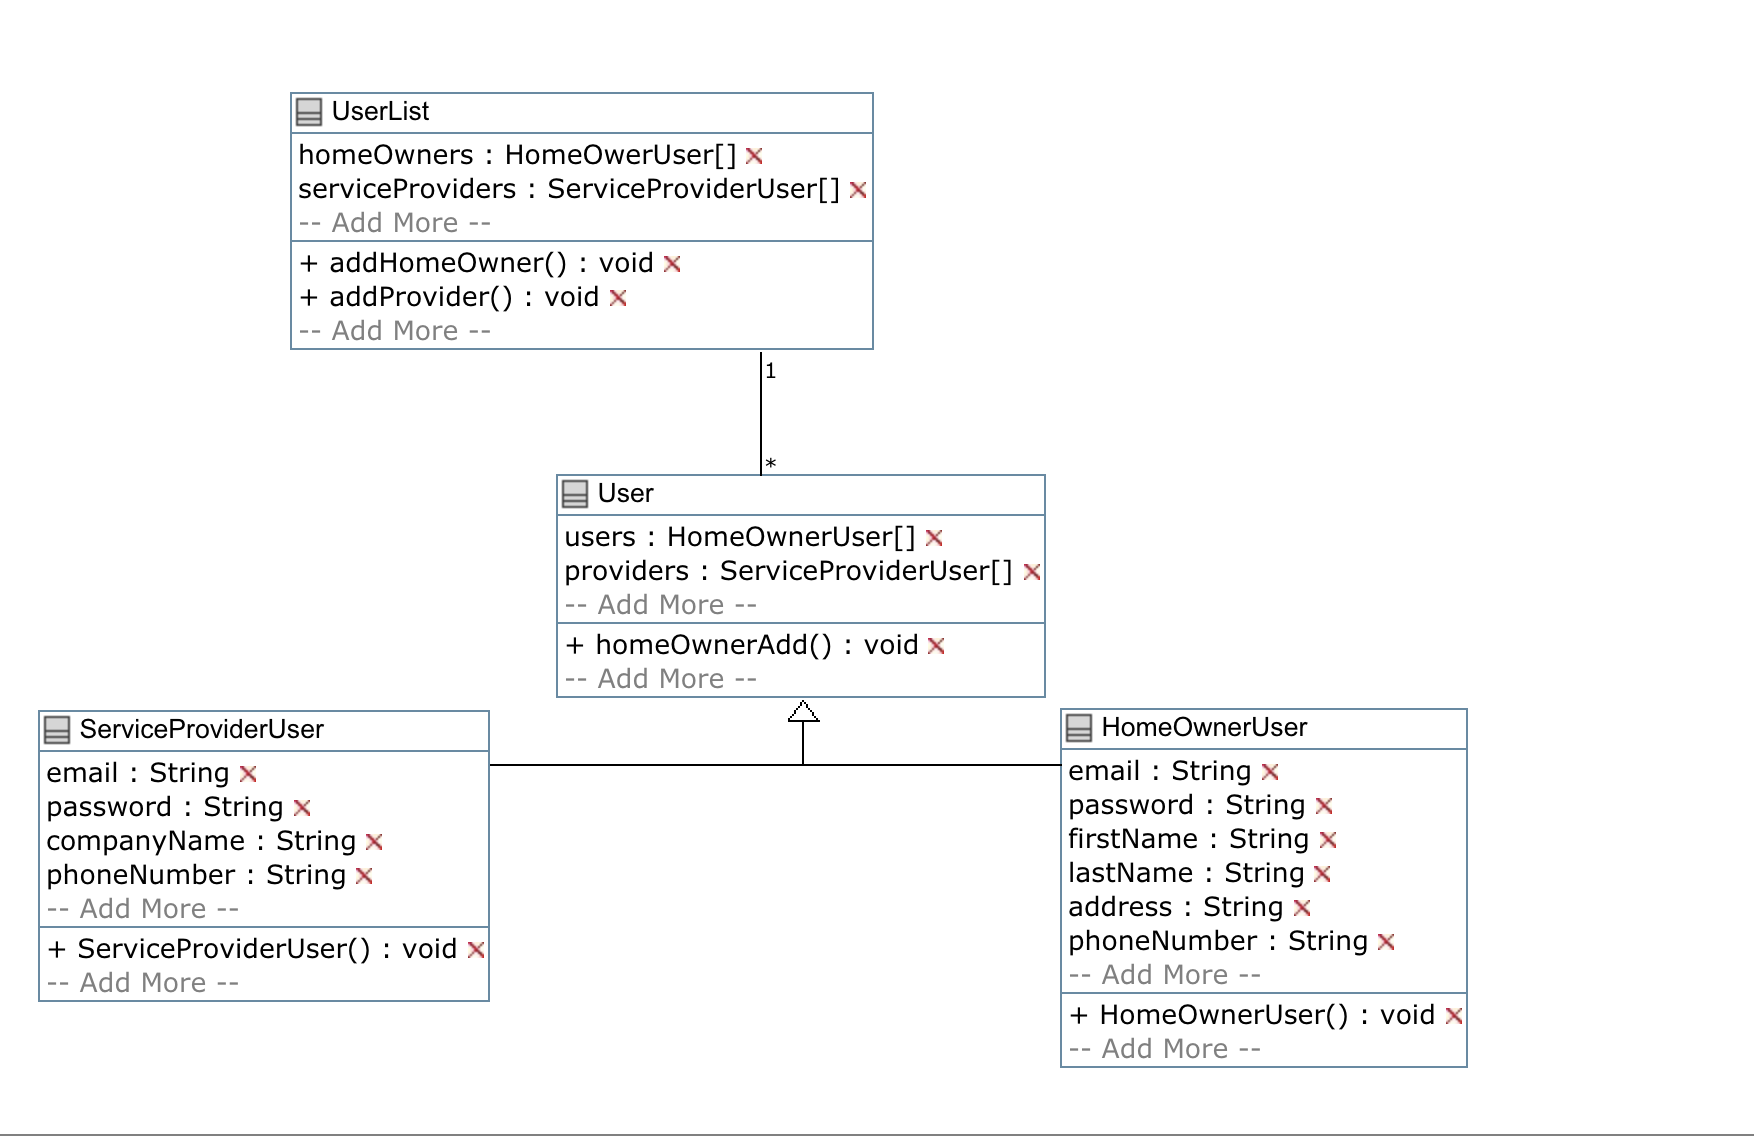 UserList
homeOwners : HomeOwerUser[]
serviceProviders : ServiceProviderUser[]
-- Add More --
+ addHomeOwner() : void
+ addProvider() : void
-- Add More --
1
*
User
users : HomeOwnerUser[]
providers : ServiceProviderUser[]
-- Add More --
+ homeOwnerAdd() : void
-- Add More --
ServiceProviderUser
email : String
password : String
companyName : String
phoneNumber : String
-- Add More --
+ ServiceProviderUser() : void
-- Add More --
HomeOwnerUser
email : String
password : String
firstName : String
lastName : String
address : String
phoneNumber : String
-- Add More --
+ HomeOwnerUser() : void
-- Add More --